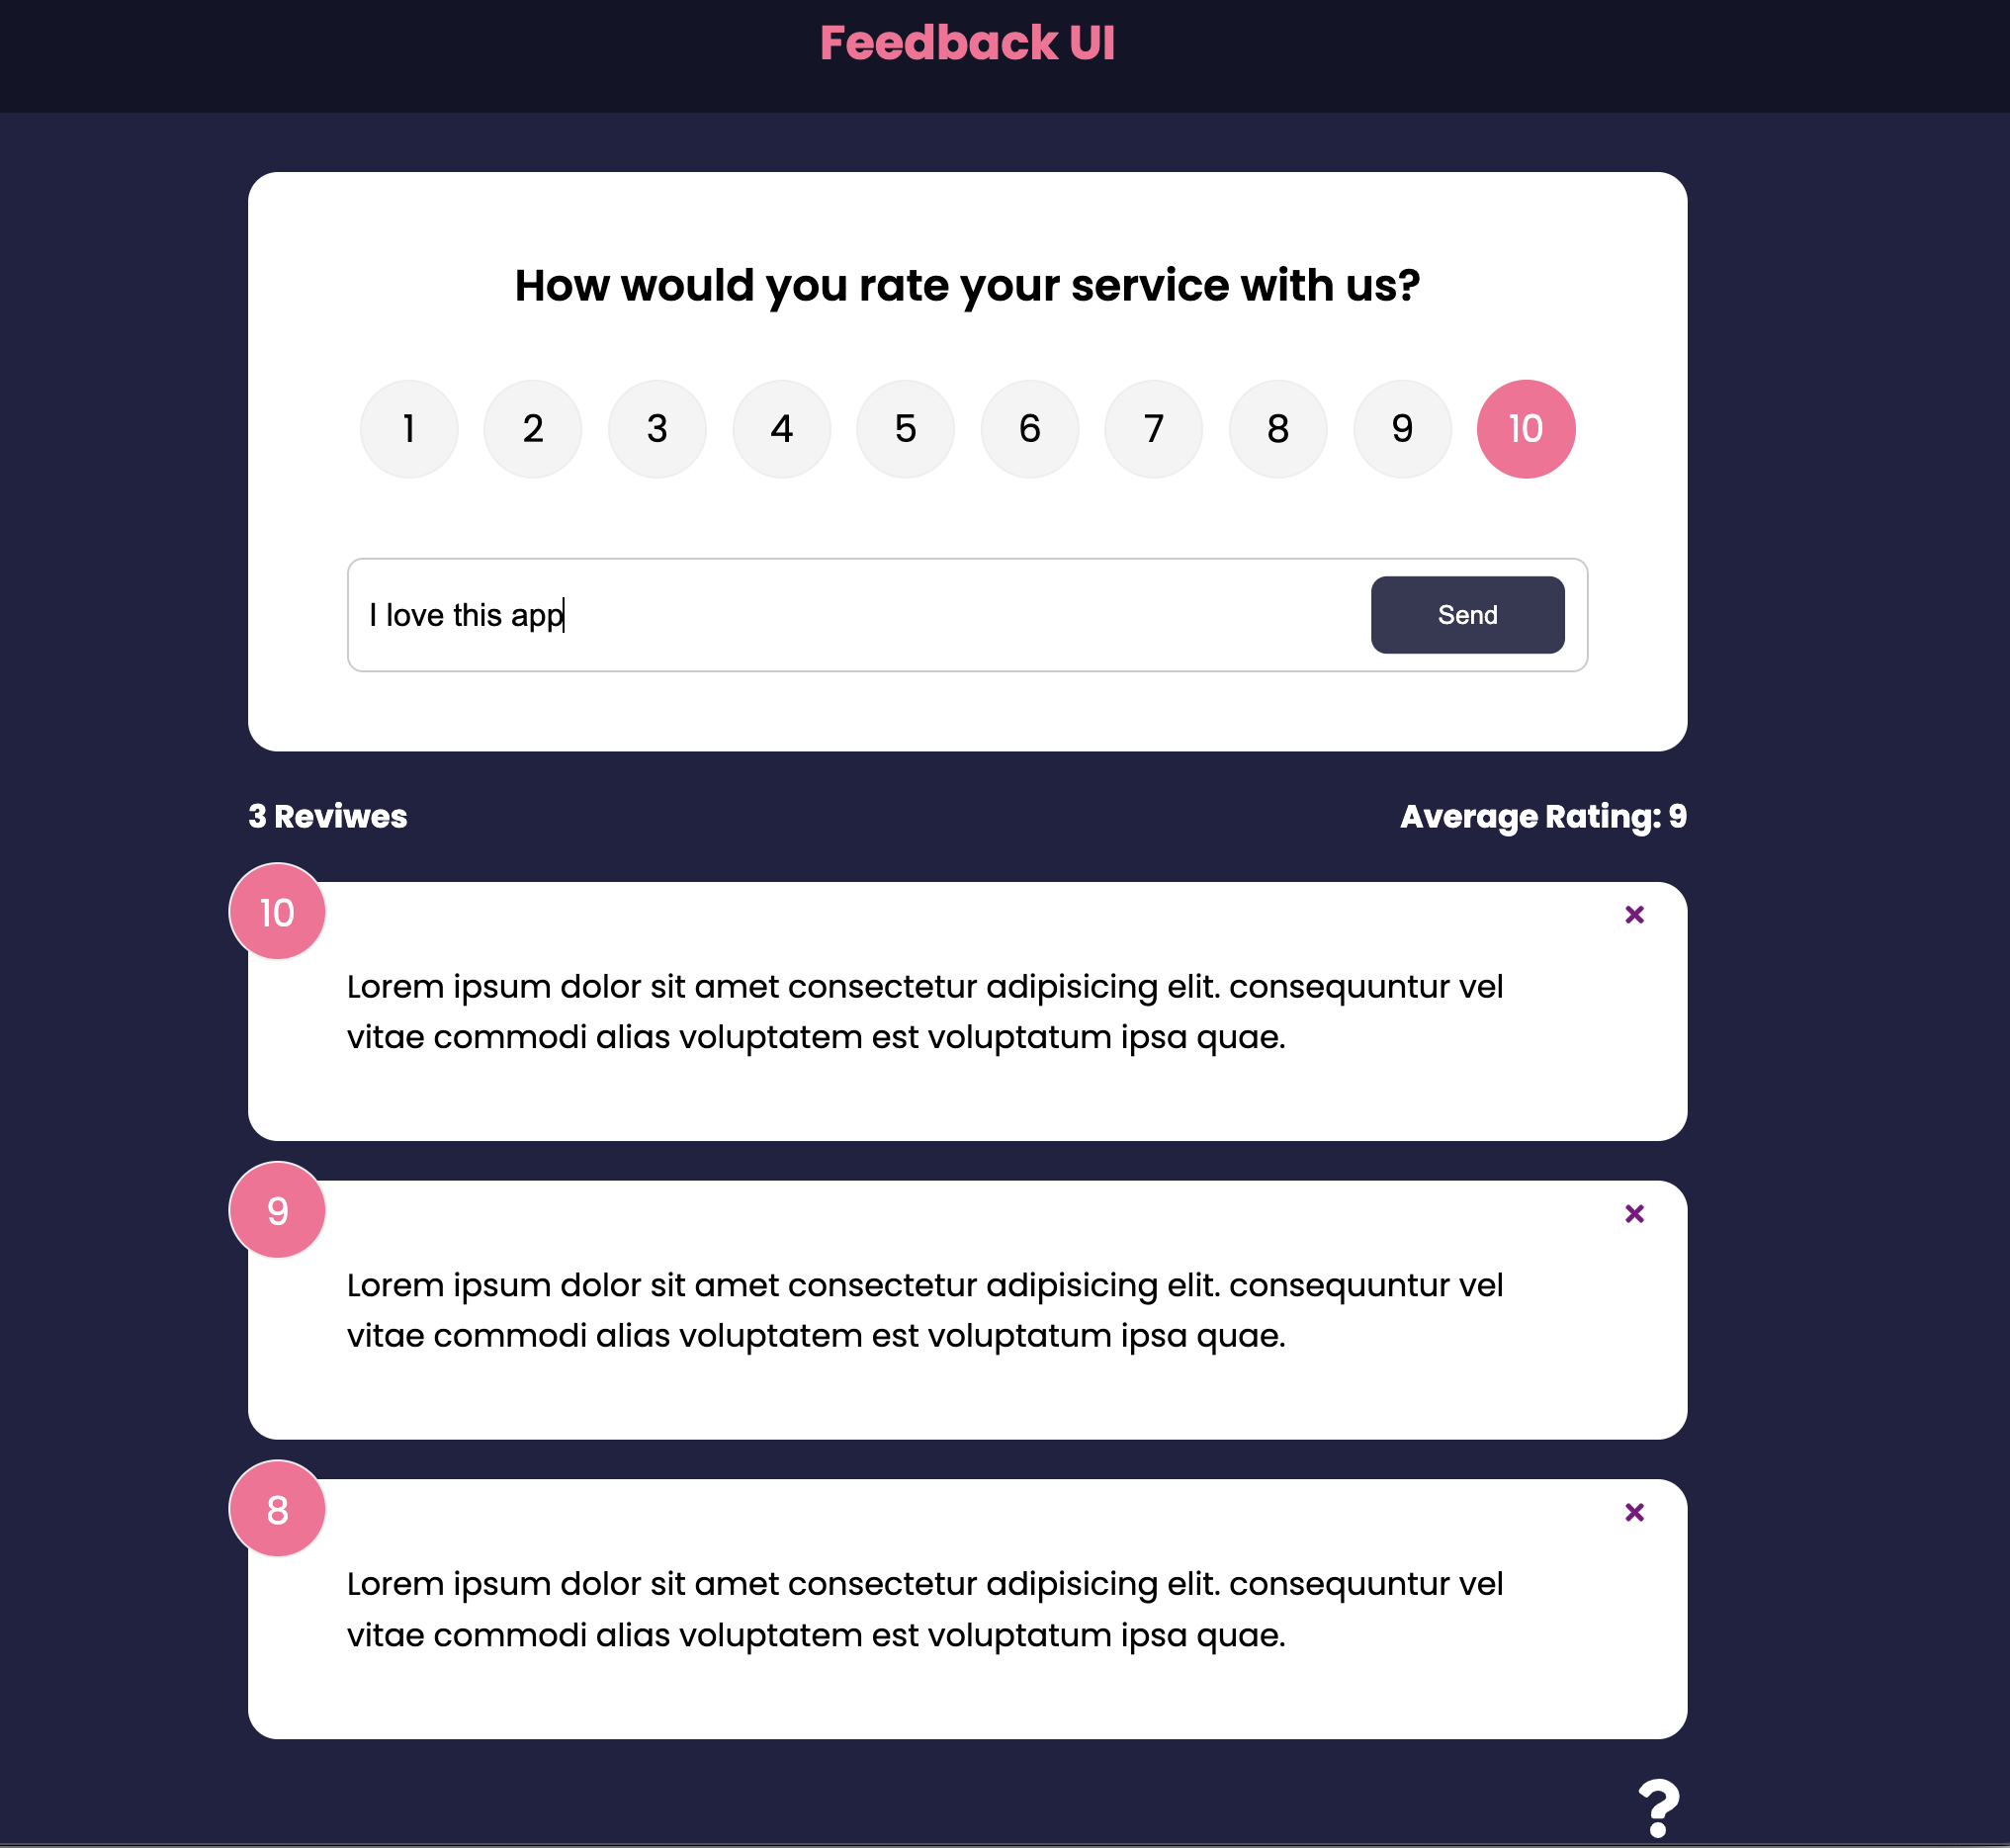 Feedback UI
How would you rate your service with us?
1 2 3 4 5 6 7 8 9 10
I love this app
Send
3 Reviwes
Average Rating: 9
10
Lorem ipsum dolor sit amet consectetur adipisicing elit. consequuntur vel
vitae commodi alias voluptatem est voluptatum ipsa quae.
9
Lorem ipsum dolor sit amet consectetur adipisicing elit. consequuntur vel
vitae commodi alias voluptatem est voluptatum ipsa quae.
8
Lorem ipsum dolor sit amet consectetur adipisicing elit. consequuntur vel
vitae commodi alias voluptatem est voluptatum ipsa quae.
?